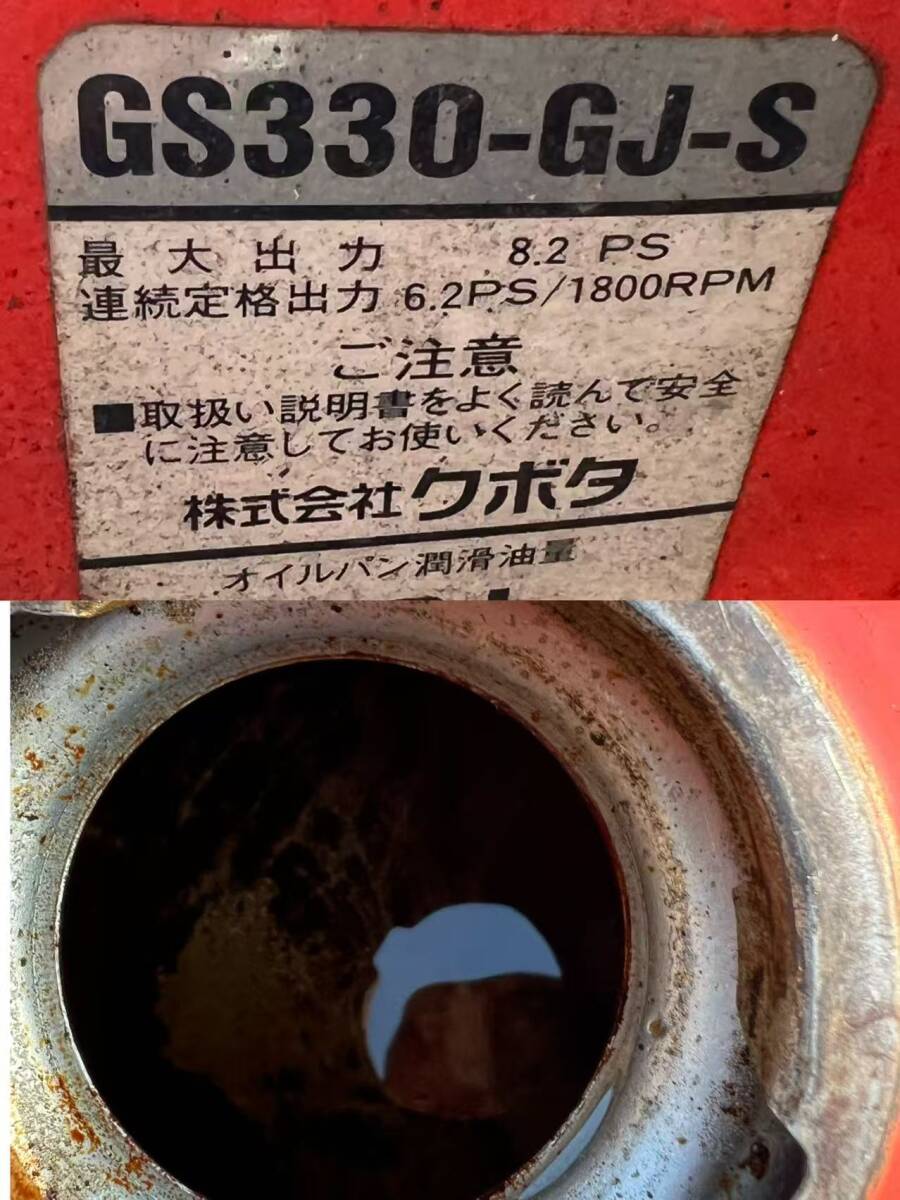 GS330-GJ-S
最大出力 8.2 PS
連続定格出力 6.2PS/1800RPM
ご注意
■取扱い説明書をよく読んで安全
に注意してお使いください。
株式会社クボタ
オイルパン潤滑油量